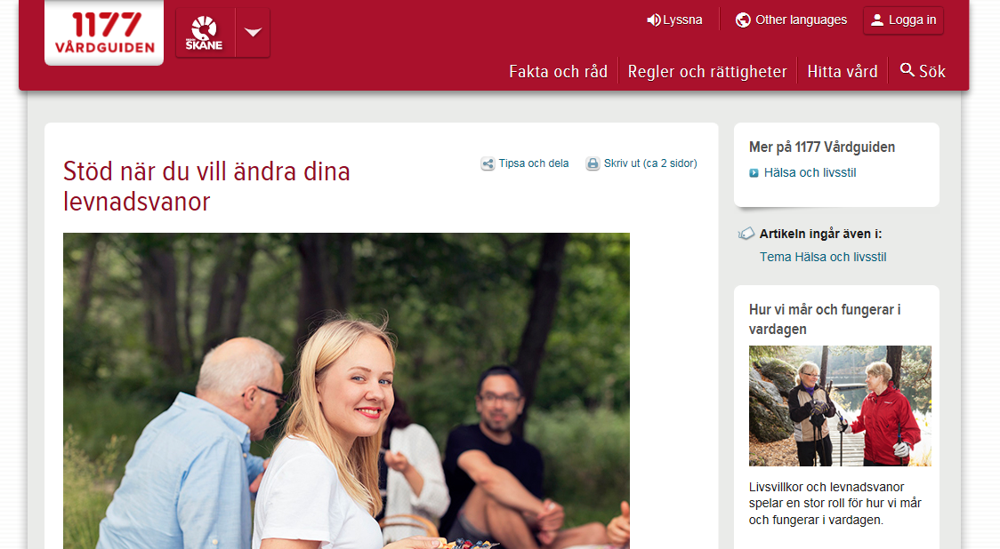 1177
VÅRDGUIDEN
SKÅNE
Lyssna
Other languages
Logga in
Fakta och råd
Regler och rättigheter
Hitta vård
Sök
Stöd när du vill ändra dina
levnadsvanor
Tipsa och dela
Skriv ut (ca 2 sidor)
Mer på 1177 Vårdguiden
Hälsa och livsstil
Artikeln ingår även i:
Tema Hälsa och livsstil
Hur vi mår och fungerar i
vardagen
Livsvillkor och levnadsvanor
spelar en stor roll för hur vi mår
och fungerar i vardagen.